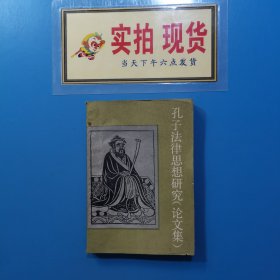 实拍 现货
当天下午六点发货
孔子法律思想研究（论文集）